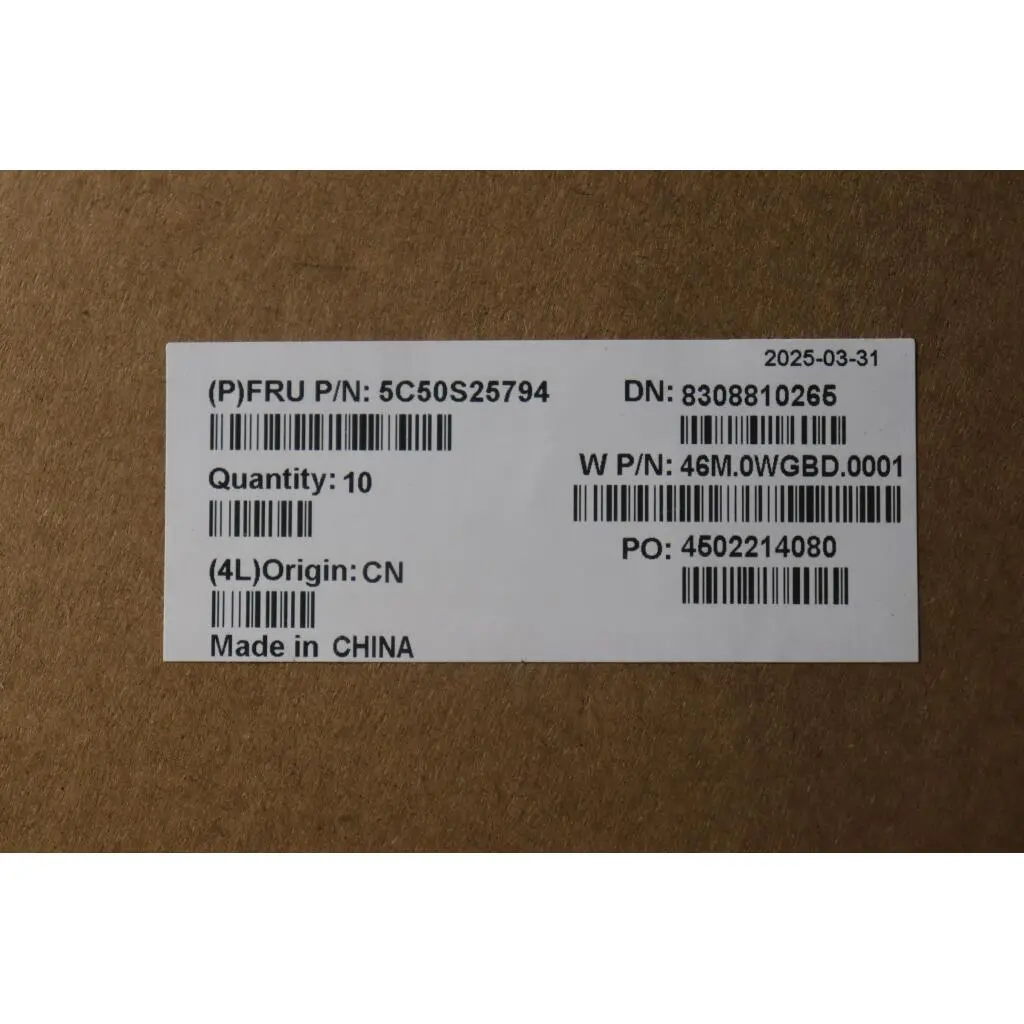 2025-03-31
(P)FRU P/N: 5C50S25794
DN: 8308810265
Quantity: 10
W P/N: 46M.0WGBD.0001
PO: 4502214080
(4L)Origin: CN
Made in CHINA